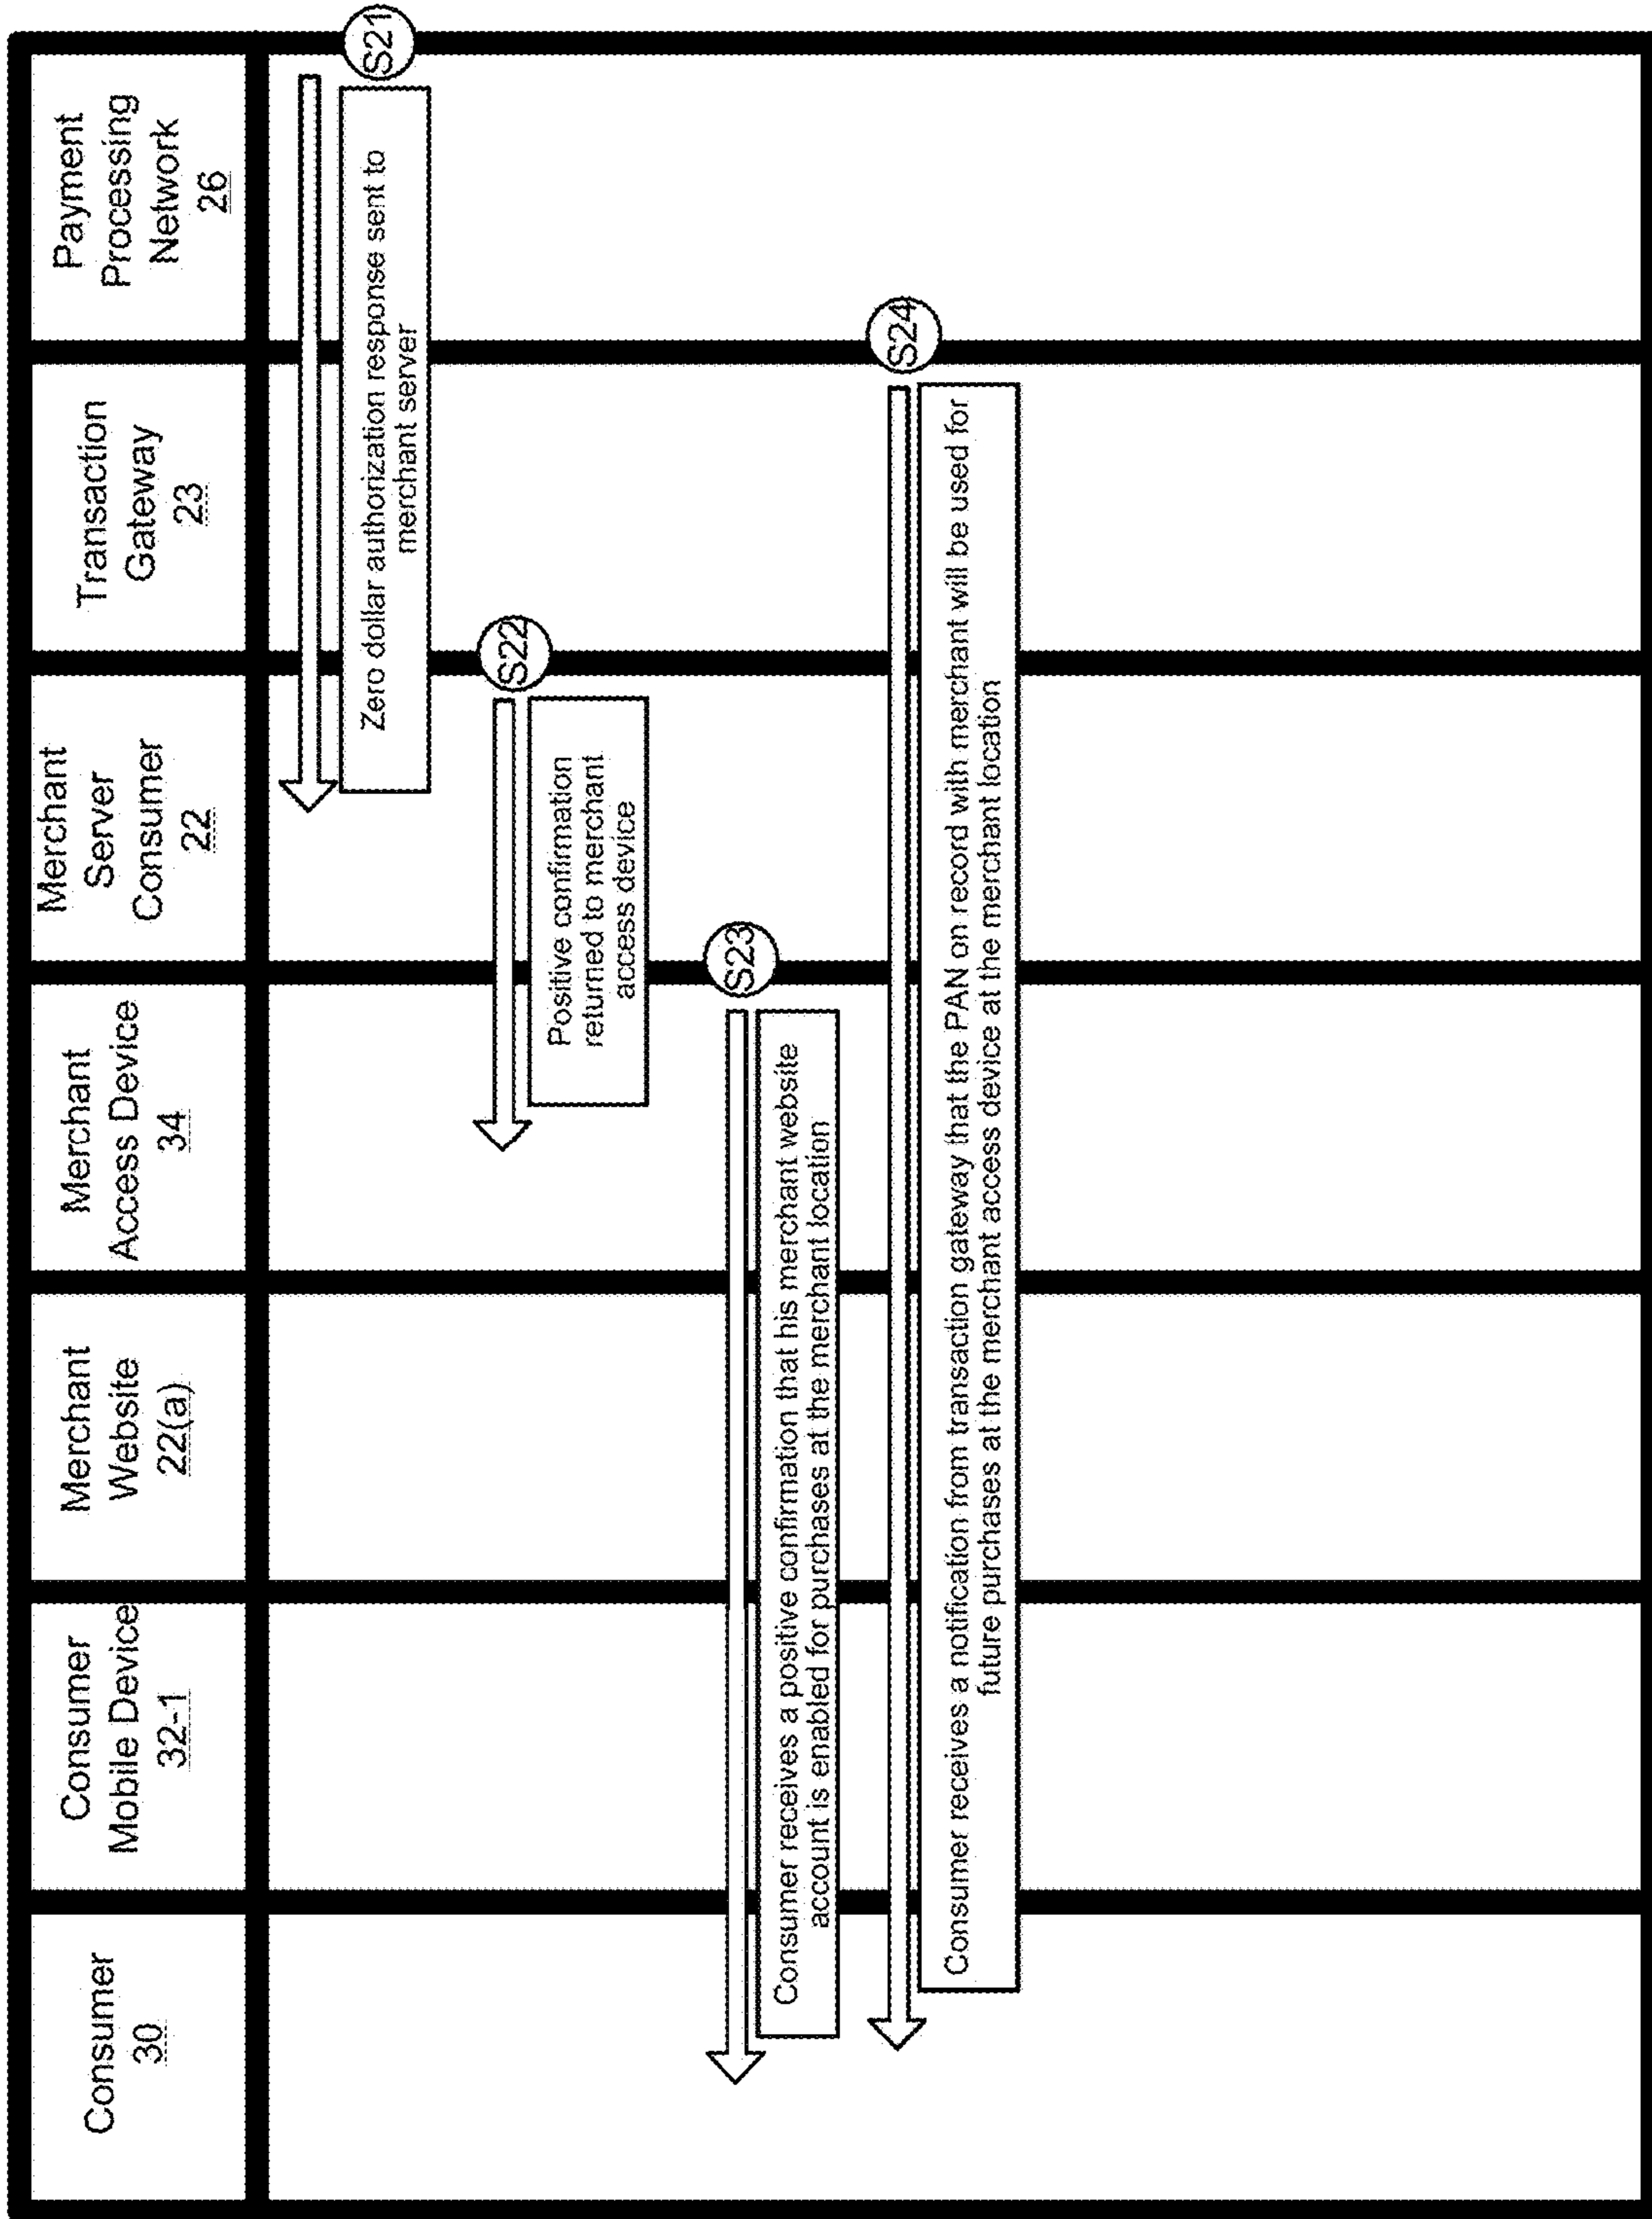 Consumer
30
Consumer
Mobile Device
32-1
Merchant
Website
22(a)
Merchant
Access Device
34
Merchant
Server
Consumer
22
Transaction
Gateway
23
Payment
Processing
Network
26
S21
Zero dollar authorization response sent to
merchant server
S22
Positive confirmation
returned to merchant
access device
S23
Consumer receives a positive confirmation that his merchant website
account is enabled for purchases at the merchant location
S24
Consumer receives a notification from transaction gateway that the PAN on record with merchant will be used for
future purchases at the merchant access device at the merchant location